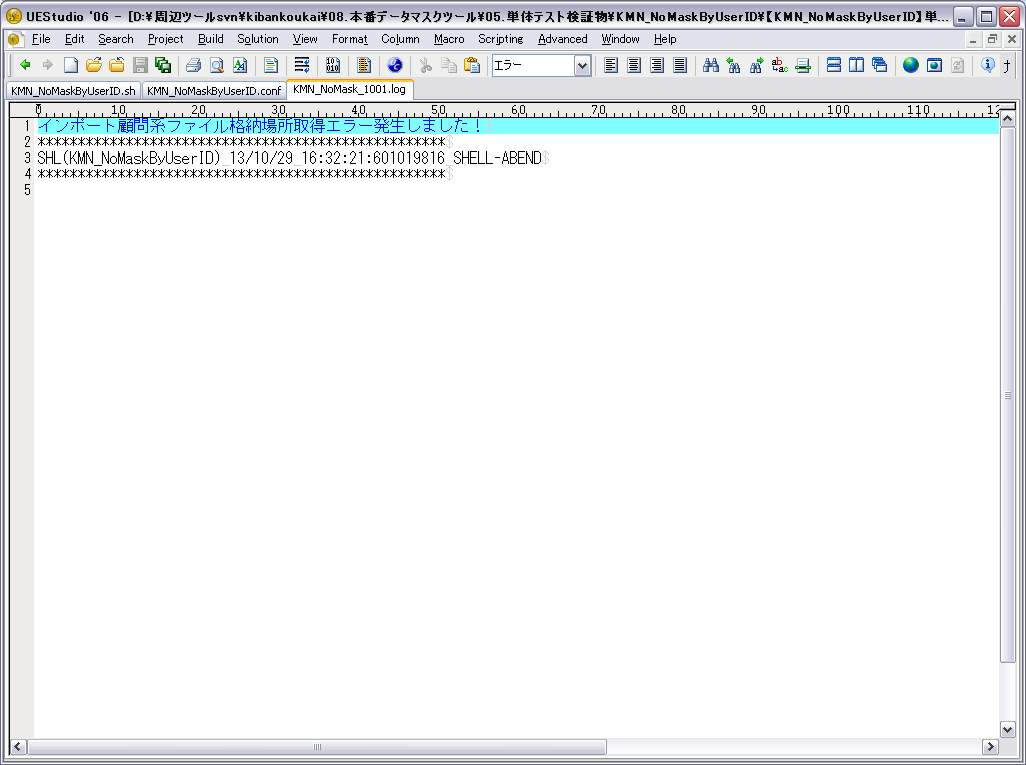 UEStudio '06 - [D:¥周辺ツールsvn¥kibankoukai¥08.本番データマスクツール¥05.単体テスト検証物¥KMN_NoMaskByUserID¥【KMN_NoMaskByUserID】単...
File Edit Search Project Build Solution View Format Column Macro Scripting Advanced Window Help
エラー
KMN_NoMaskByUserID.sh KMN_NoMaskByUserID.conf KMN_NoMask_1001.log
0 10 20 30 40 50 60 70 80 90 100 110 12
1 インポート顧問系ファイル格納場所取得エラー発生しました！
2 ***************************************************$
3 SHL(KMN_NoMaskByUserID)_13/10/29_16:32:21:601019816 SHELL-ABEND$
4 ***************************************************$
5